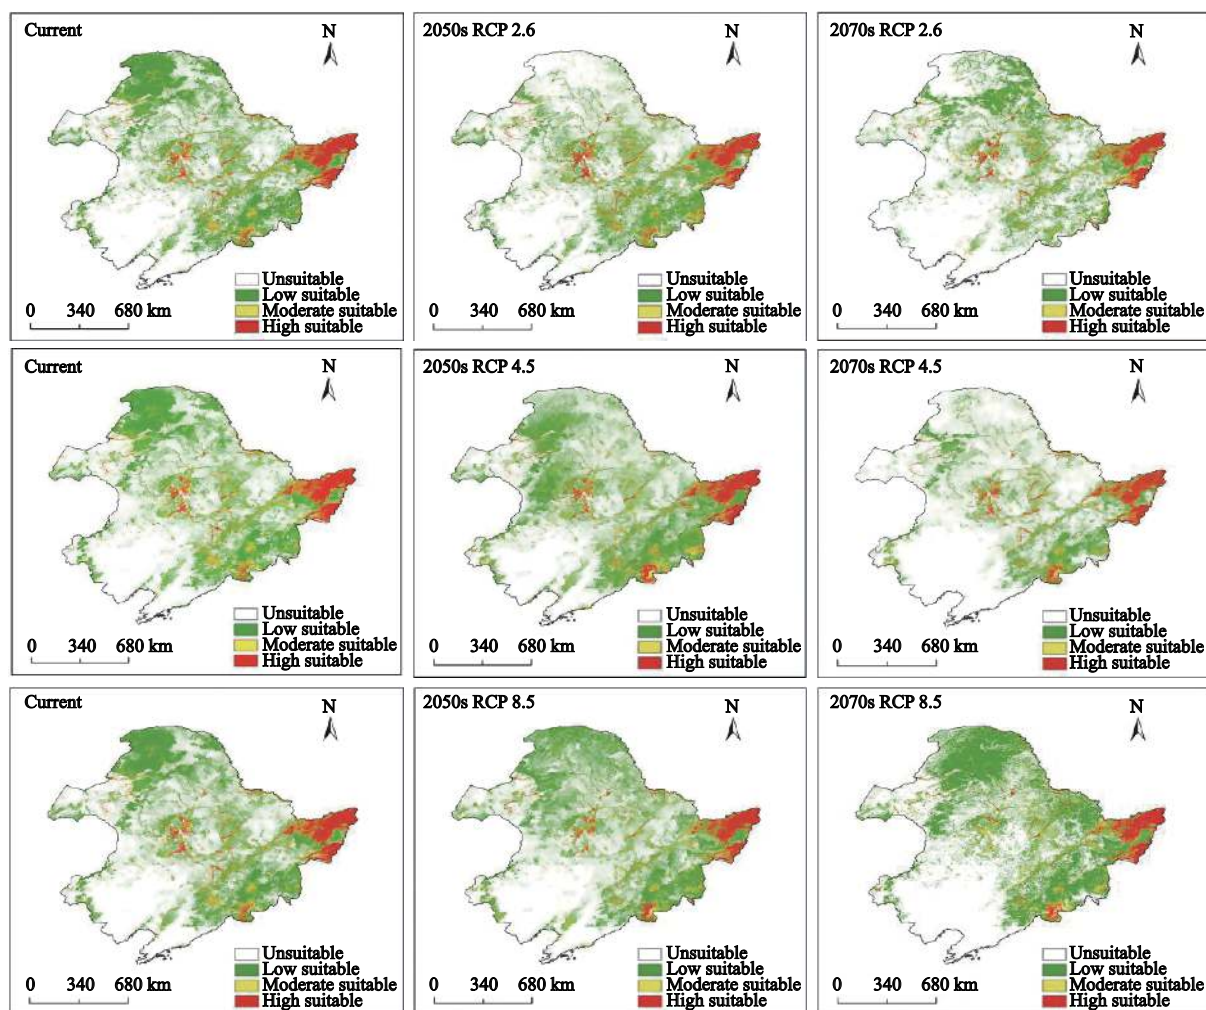 Current
N
Unsuitable
Low suitable
Moderate suitable
High suitable
0 340 680 km
2050s RCP 2.6
N
Unsuitable
Low suitable
Moderate suitable
High suitable
0 340 680 km
2070s RCP 2.6
N
Unsuitable
Low suitable
Moderate suitable
High suitable
0 340 680 km
Current
N
Unsuitable
Low suitable
Moderate suitable
High suitable
0 340 680 km
2050s RCP 4.5
N
Unsuitable
Low suitable
Moderate suitable
High suitable
0 340 680 km
2070s RCP 4.5
N
Unsuitable
Low suitable
Moderate suitable
High suitable
0 340 680 km
Current
N
Unsuitable
Low suitable
Moderate suitable
High suitable
0 340 680 km
2050s RCP 8.5
N
Unsuitable
Low suitable
Moderate suitable
High suitable
0 340 680 km
2070s RCP 8.5
N
Unsuitable
Low suitable
Moderate suitable
High suitable
0 340 680 km